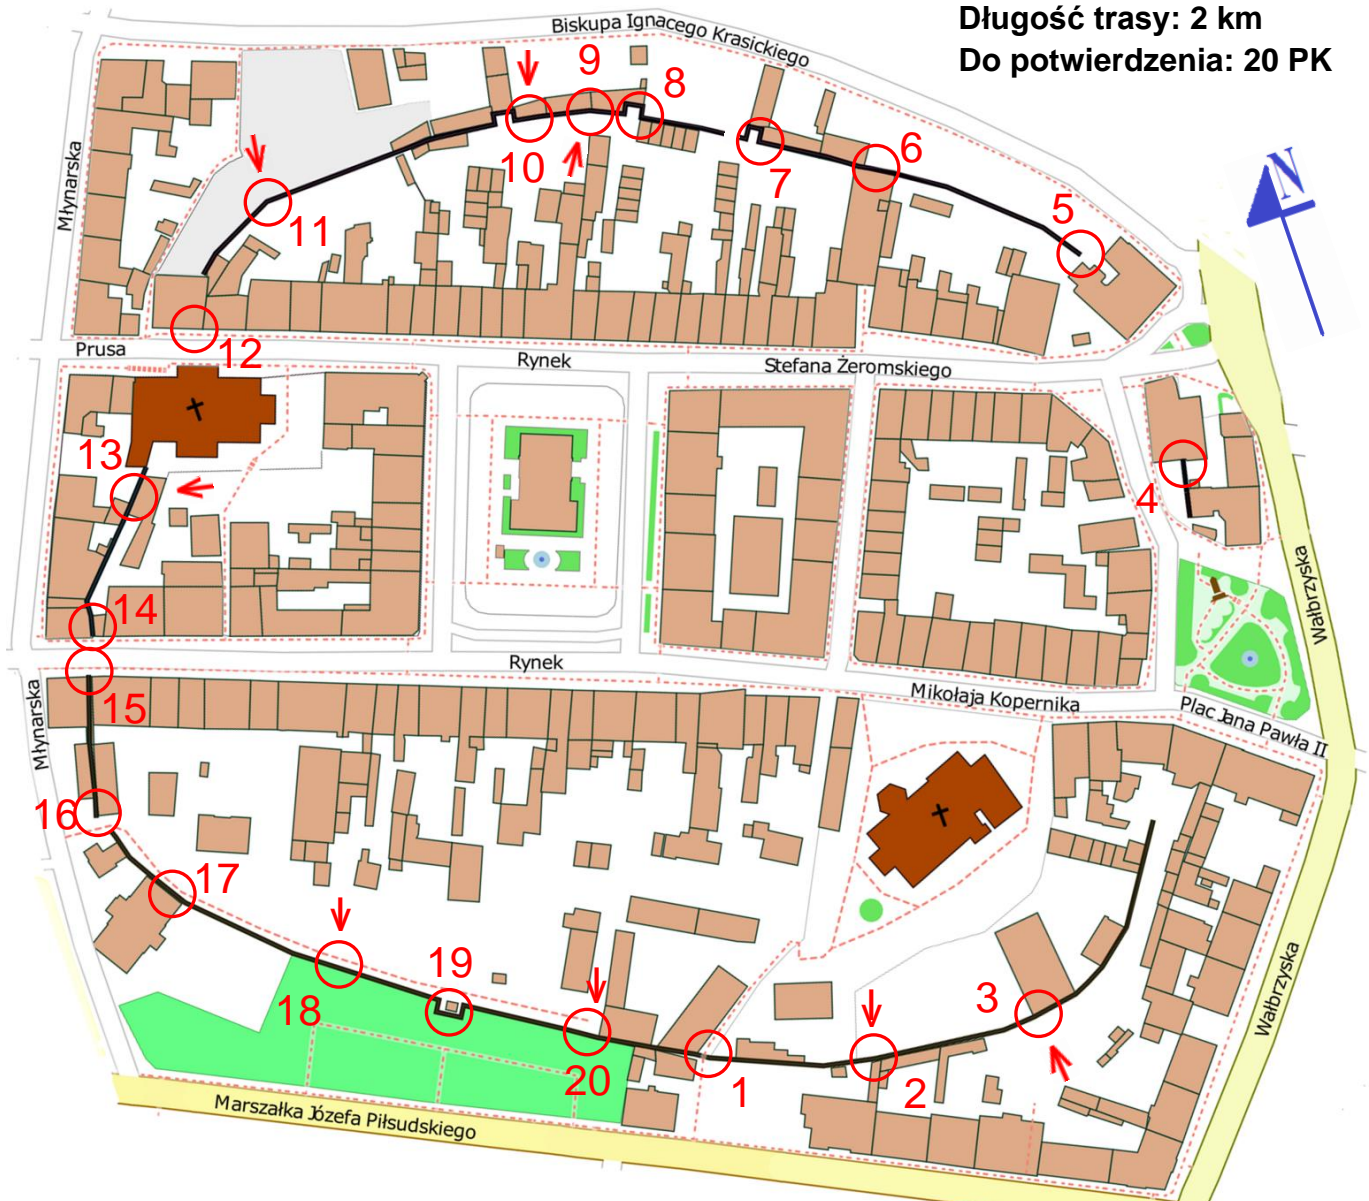 Długość trasy: 2 km
Do potwierdzenia: 20 PK
Biskupa Ignacego Krasickiego
9
8
10
7
6
5
N
Młynarska
11
12
Prusa
Rynek
Stefana Żeromskiego
13
4
14
Wałbrzyska
Rynek
15
Młynarska
Mikołaja Kopernika
Plac Jana Pawła II
16
17
18
19
20
1
2
3
Wałbrzyska
Marszałka Józefa Piłsudskiego